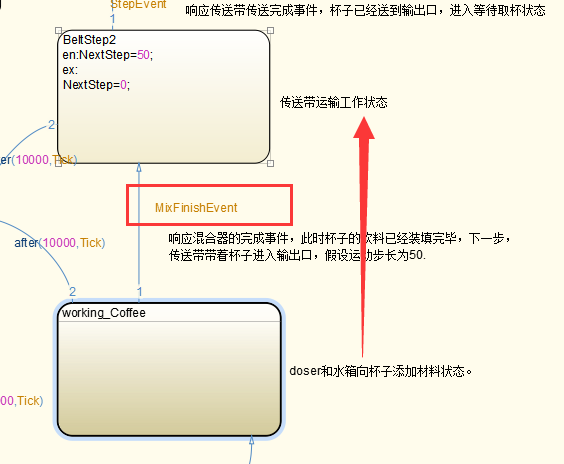 StepEvent
响应传送带传送完成事件，杯子已经送到输出口，进入等待取杯状态
1
BeltStep2
en:NextStep=50;
ex:
NextStep=0;
传送带运输工作状态
2
er(10000,Tick)
MixFinishEvent
after(10000,Tick)
响应混合器的完成事件，此时杯子的饮料已经装填完毕，下一步，
传送带带着杯子进入输出口，假设运动步长为50.
2
1
working_Coffee
doser和水箱向杯子添加材料状态。
00,Tick)